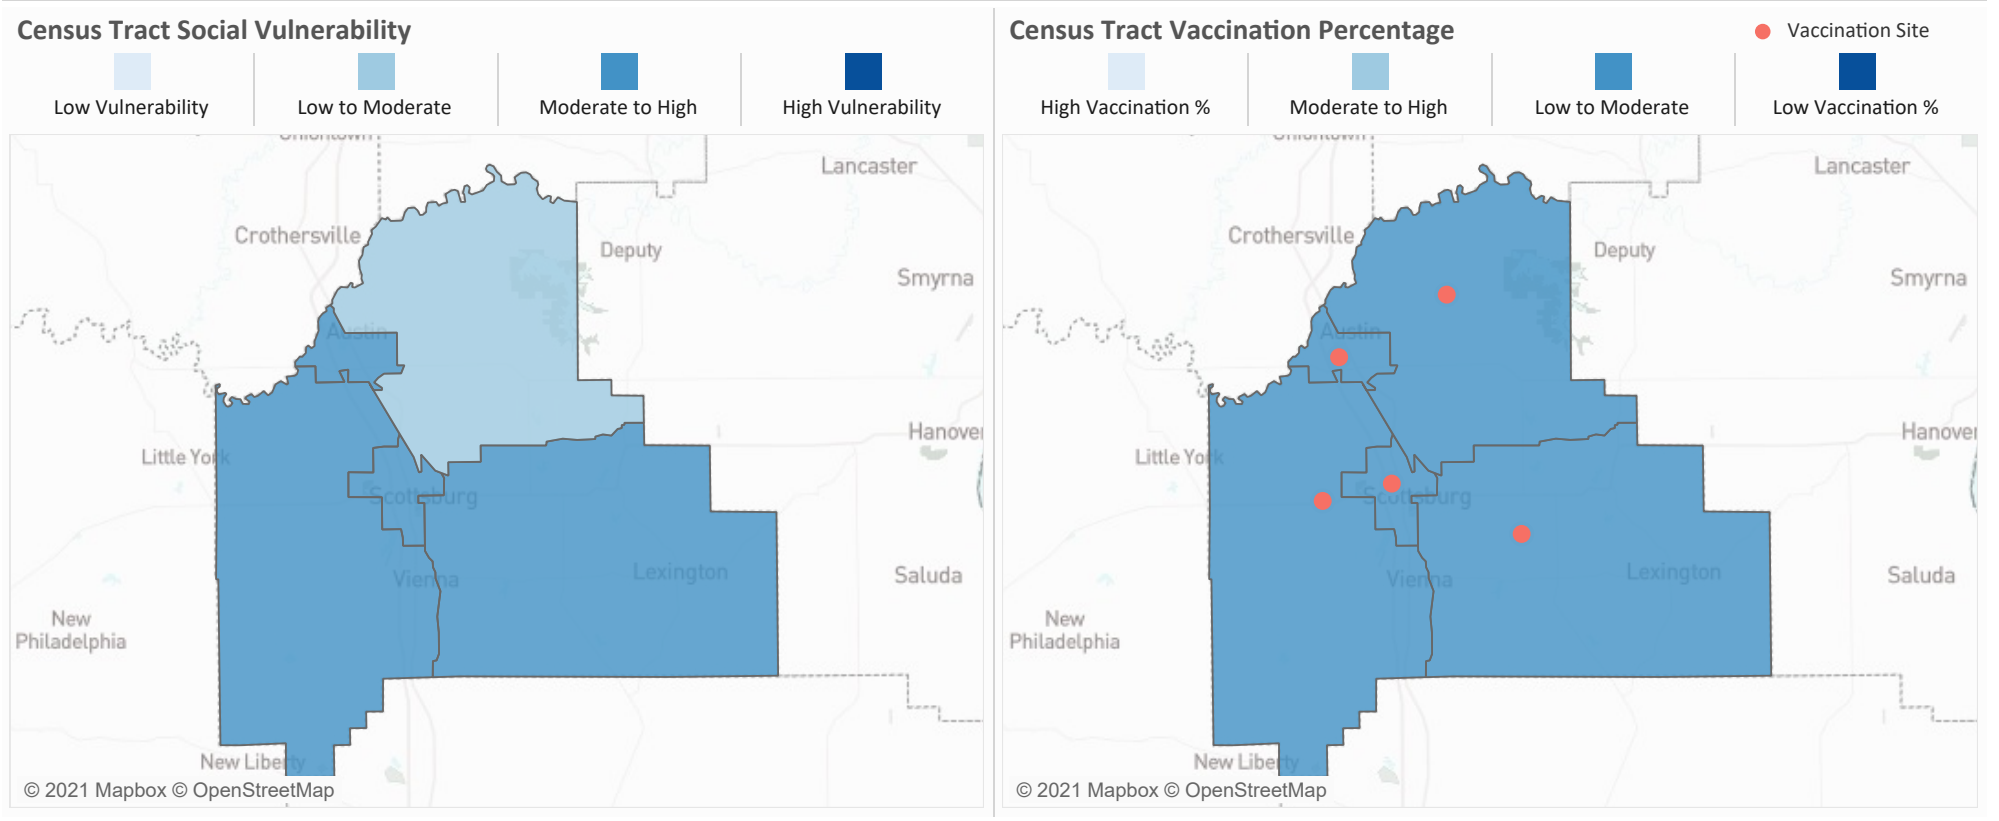 Census Tract Social Vulnerability
Low Vulnerability
Low to Moderate
Moderate to High
High Vulnerability
Uniontown
Lancaster
Crothersville
Deputy
Smyrna
Austin
Hanover
Little York
Scottsburg
Saluda
Vienna
Lexington
New
Philadelphia
New Liberty
© 2021 Mapbox © OpenStreetMap
Census Tract Vaccination Percentage
Vaccination Site
High Vaccination %
Moderate to High
Low to Moderate
Low Vaccination %
Uniontown
Lancaster
Crothersville
Deputy
Smyrna
Austin
Hanover
Little York
Scottsburg
Saluda
Vienna
Lexington
New
Philadelphia
New Liberty
© 2021 Mapbox © OpenStreetMap